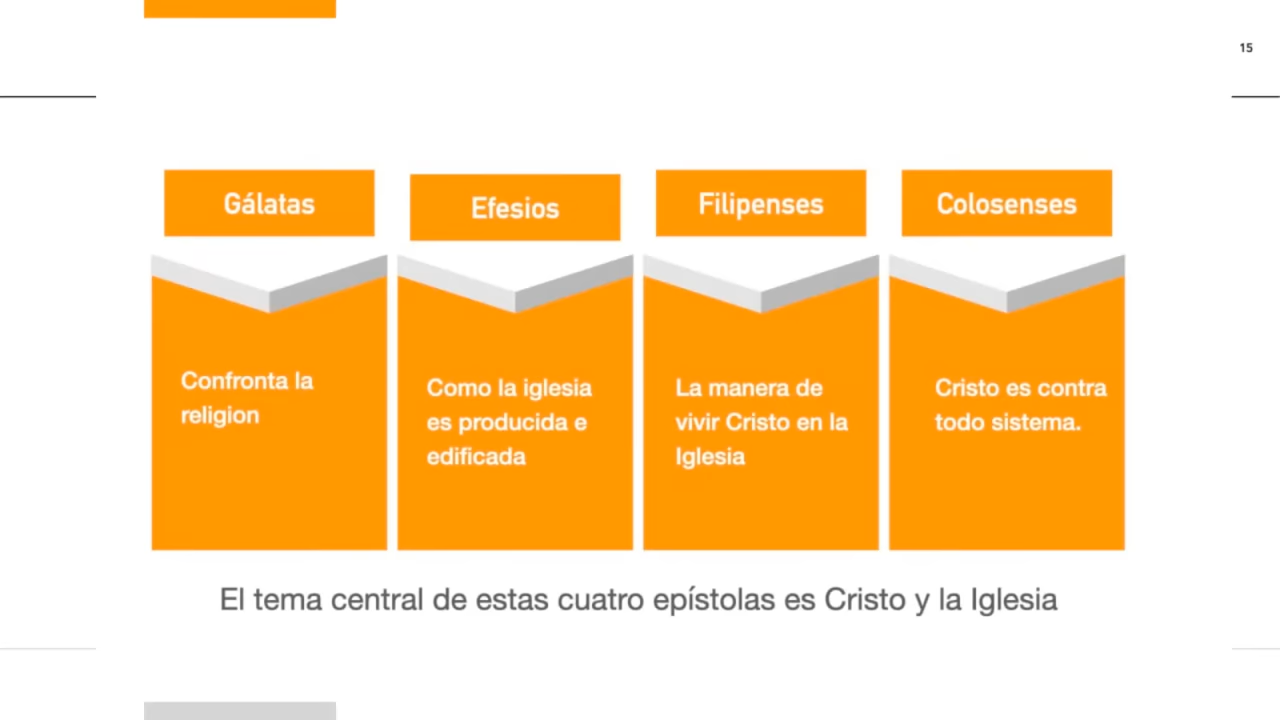 15
Gálatas
Efesios
Filipenses
Colosenses
Confronta la
religion
Como la iglesia
es producida e
edificada
La manera de
vivir Cristo en la
Iglesia
Cristo es contra
todo sistema.
El tema central de estas cuatro epístolas es Cristo y la Iglesia